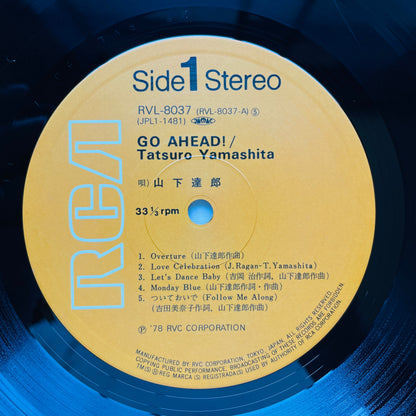 Side 1 Stereo
RVL-8037 (RVL-8037-A) Ⓢ
(JPL1-1481)
GO AHEAD! /
Tatsuro Yamashita
唄) 山下達郎
33 ⅓ rpm
1. Overture (山下達郎作曲)
2. Love Celebration (J. Ragan-T. Yamashita)
3. Let's Dance Baby (吉岡 治作詞, 山下達郎作曲)
4. Monday Blue (山下達郎作詞・作曲)
5. ついておいで (Follow Me Along)
(吉田美奈子作詞, 山下達郎作曲)
Ⓟ '78 RVC CORPORATION
MANUFACTURED BY RVC CORPORATION, TOKYO, JAPAN. ALL RIGHTS RESERVED.
COPYING PUBLIC PERFORMANCE. BROADCASTING OF THESE RECORDS ARE FORBIDDEN.
TM(S) Ⓡ REG MARCA (S) REGISTRADA(S) USED BY AUTHORITY OF RCA CORPORATION
RCA